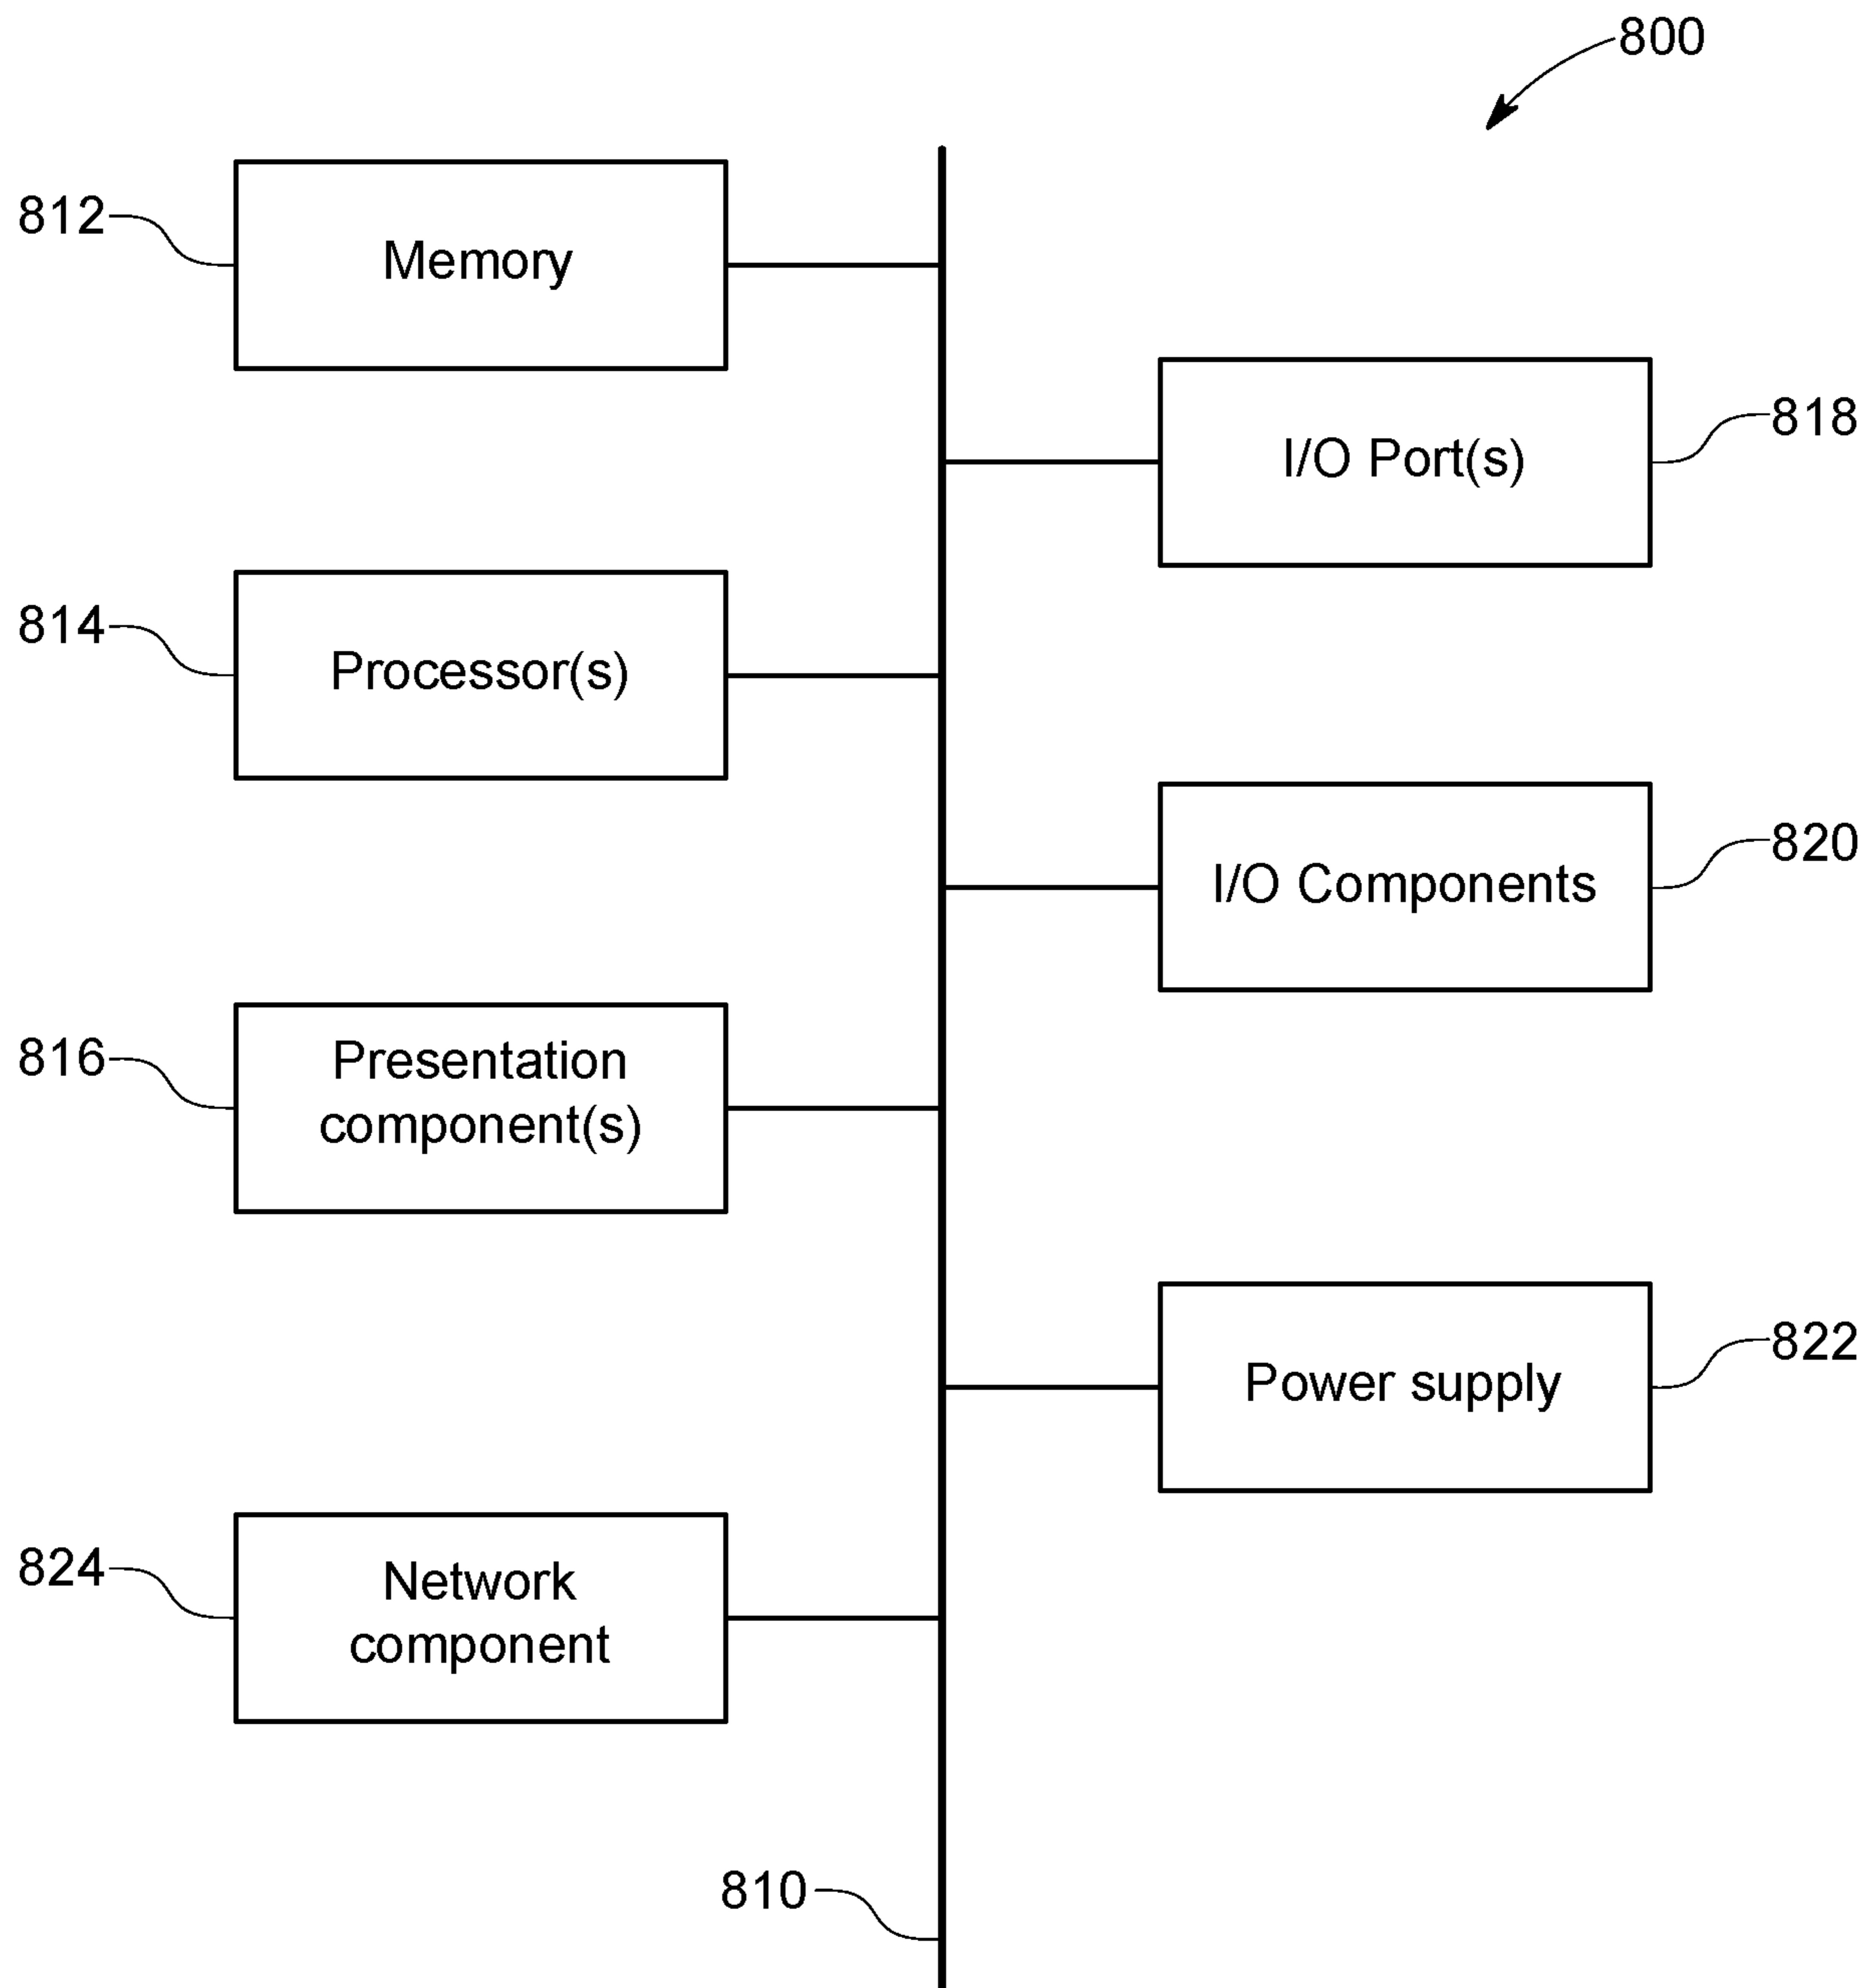 800
812
Memory
818
I/O Port(s)
814
Processor(s)
820
I/O Components
816
Presentation
component(s)
822
Power supply
824
Network
component
810